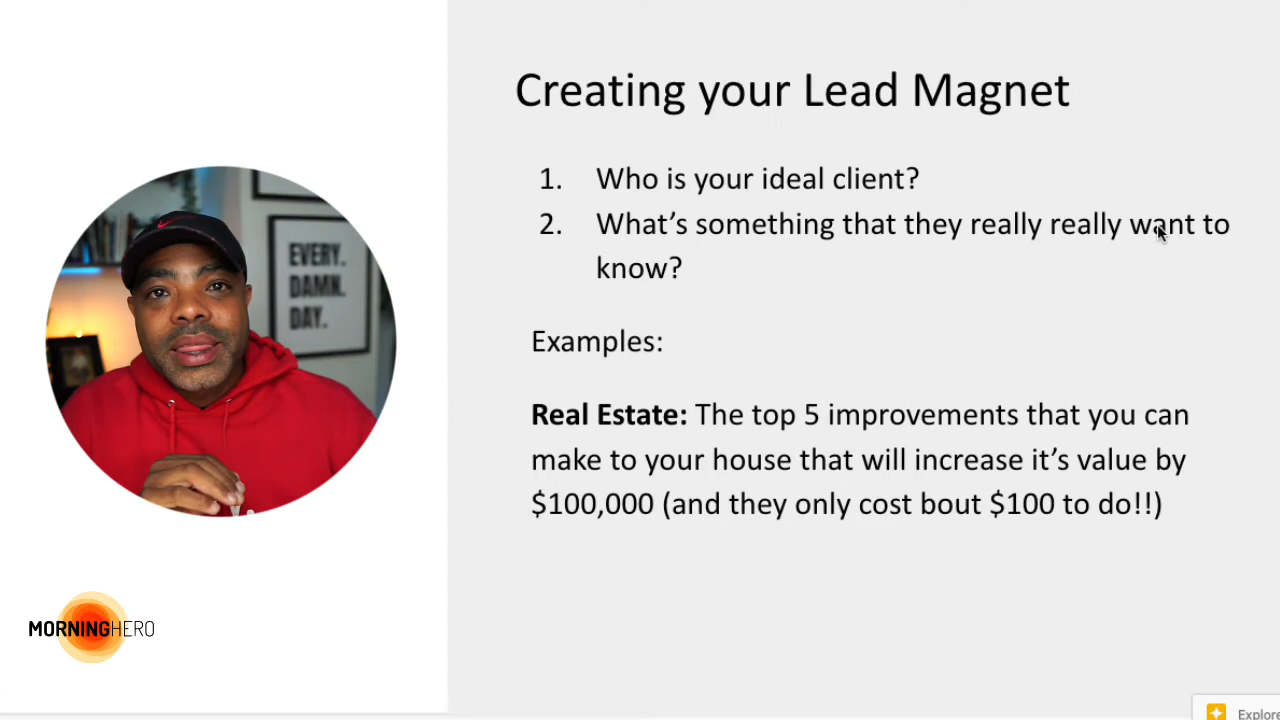 Creating your Lead Magnet
1. Who is your ideal client?
2. What's something that they really really want to
know?
Examples:
Real Estate: The top 5 improvements that you can
make to your house that will increase it's value by
$100,000 (and they only cost bout $100 to do!!)
EVERY.
DAMN.
DAY.
MORNINGHERO
Explore